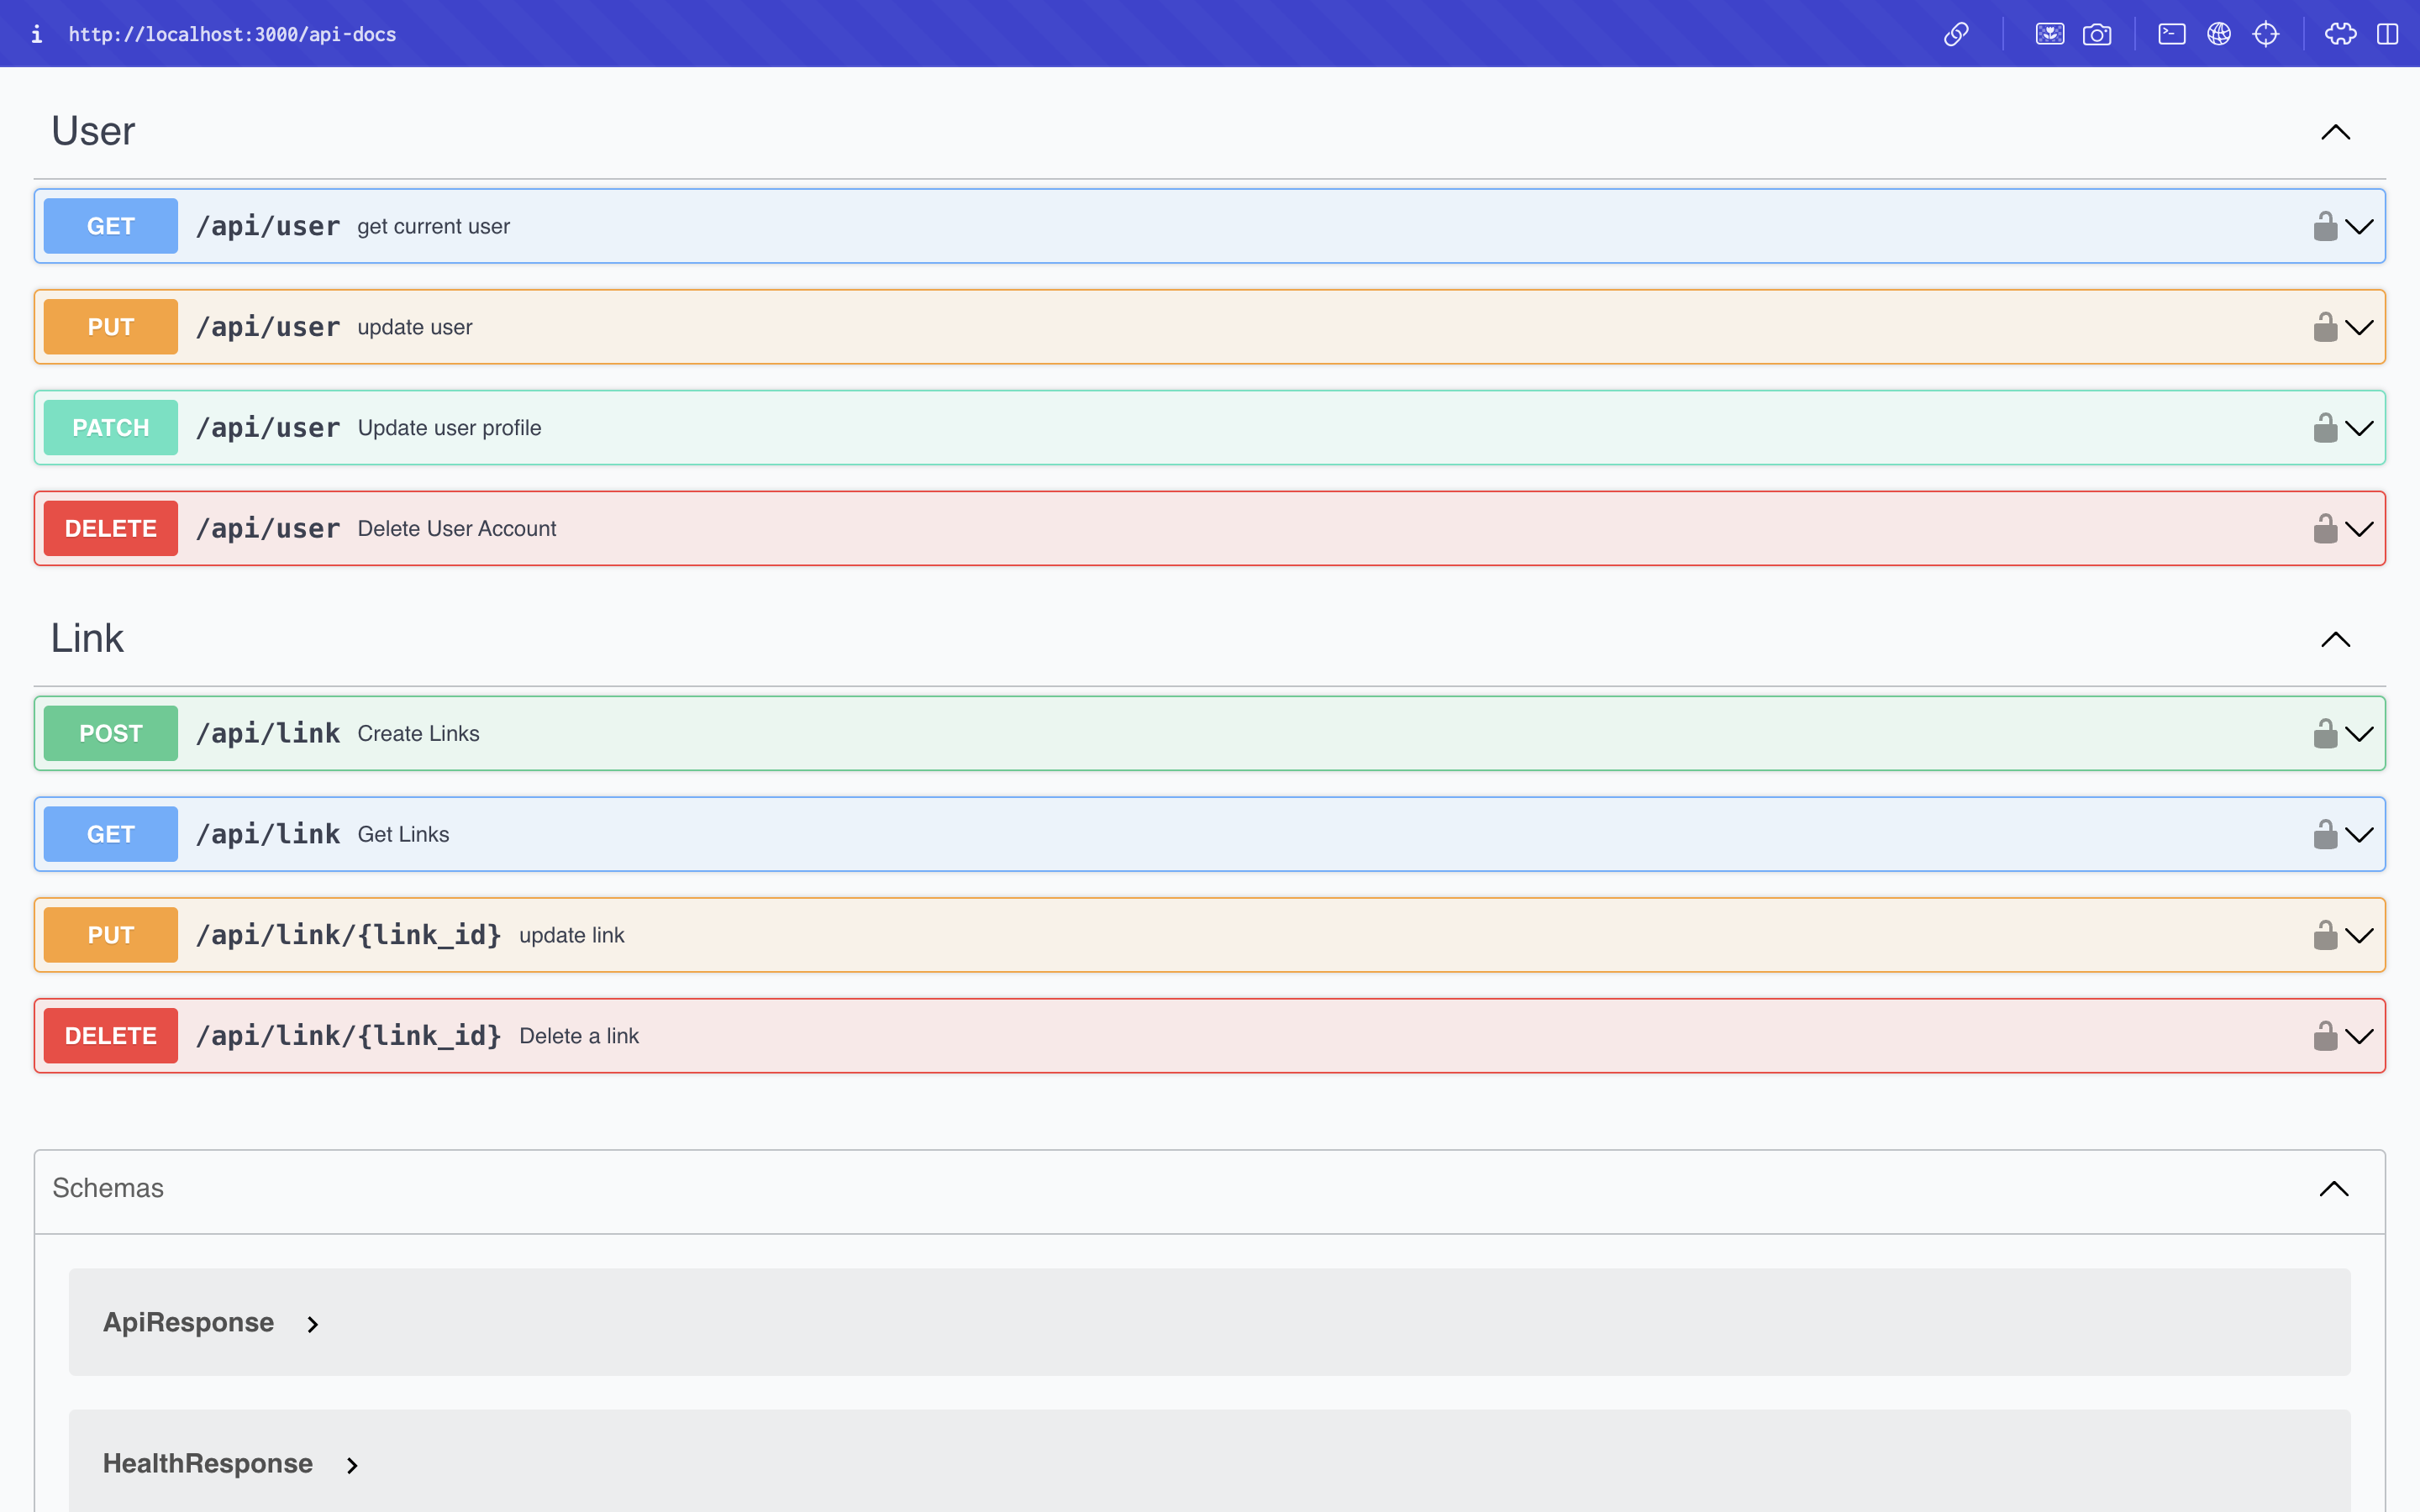 i http://localhost:3000/api-docs
User
GET /api/user get current user
PUT /api/user update user
PATCH /api/user Update user profile
DELETE /api/user Delete User Account
Link
POST /api/link Create Links
GET /api/link Get Links
PUT /api/link/{link_id} update link
DELETE /api/link/{link_id} Delete a link
Schemas
ApiResponse
HealthResponse